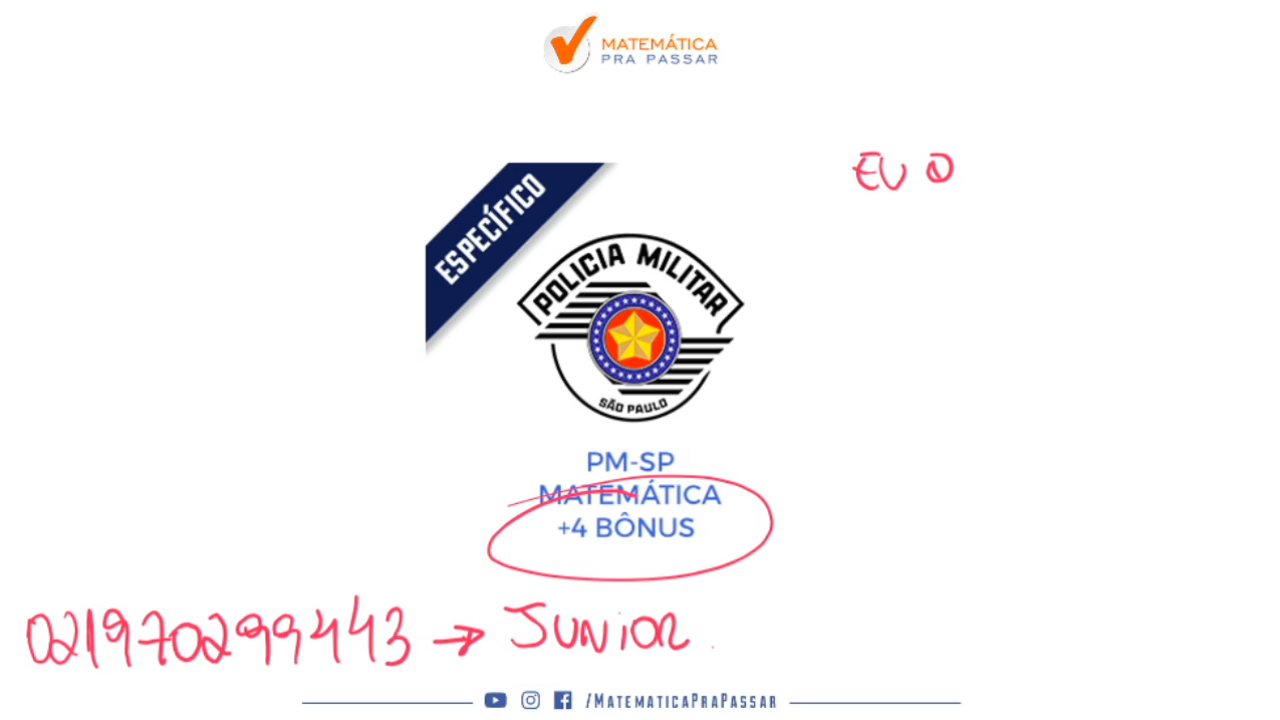 MATEMÁTICA
PRA PASSAR
EU
ESPECÍFICO
POLICIA MILITAR
SÃO PAULO
PM-SP
MATEMÁTICA
+4 BÔNUS
021970299443 → JUNIOR
/MATEMATICAPRAPASSAR